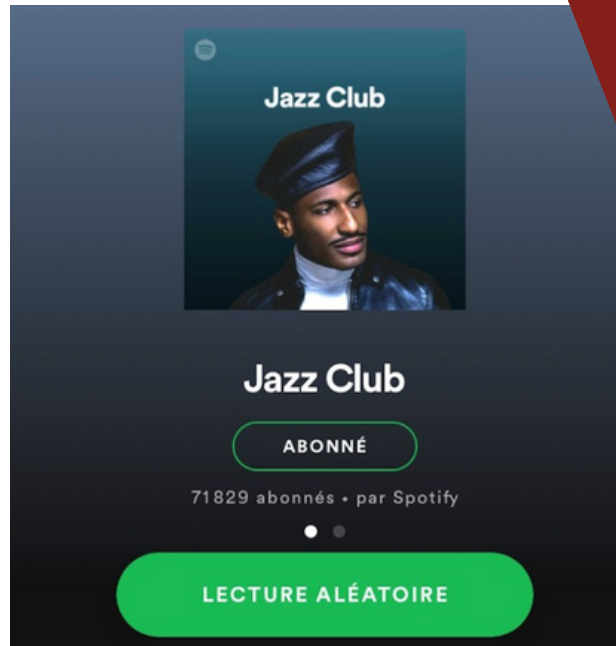 Jazz Club
Jazz Club
ABONNÉ
71829 abonnés • par Spotify
LECTURE ALÉATOIRE